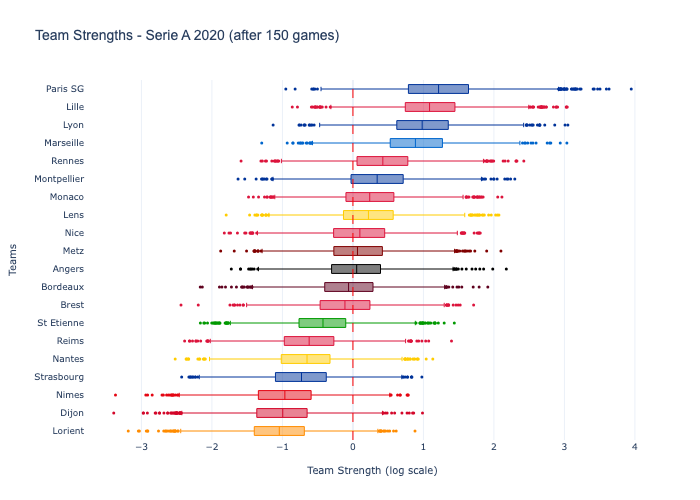 Team Strengths - Serie A 2020 (after 150 games)
Paris SG
Lille
Lyon
Marseille
Rennes
Montpellier
Monaco
Lens
Nice
Metz
Angers
Bordeaux
Brest
St Etienne
Reims
Nantes
Strasbourg
Nimes
Dijon
Lorient
Teams
−3 −2 −1 0 1 2 3 4
Team Strength (log scale)